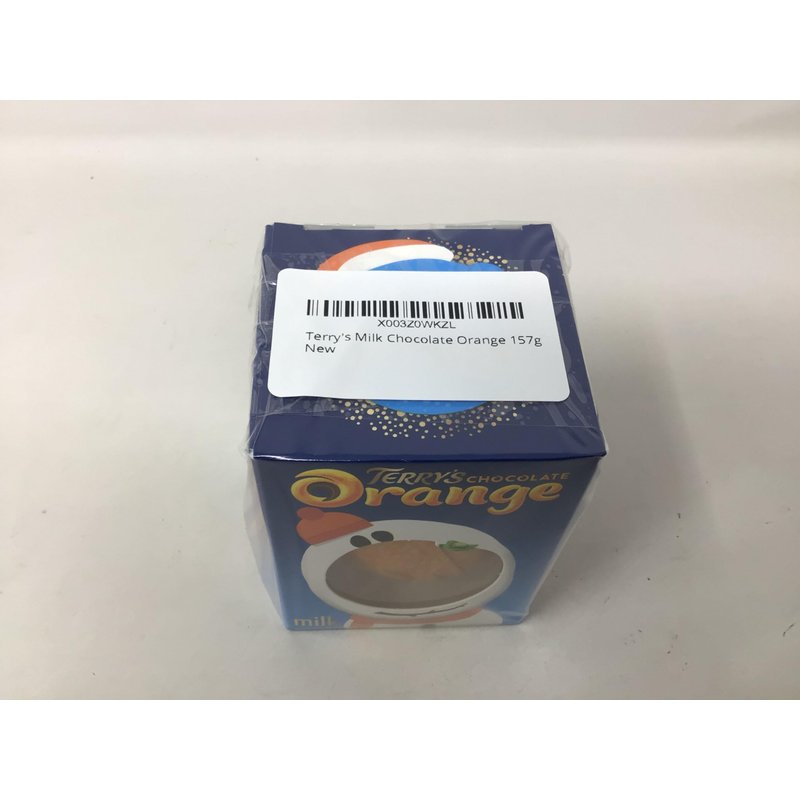 X003Z0WKZL
Terry's Milk Chocolate Orange 157g
New
TERRY'S CHOCOLATE
Orange
milk